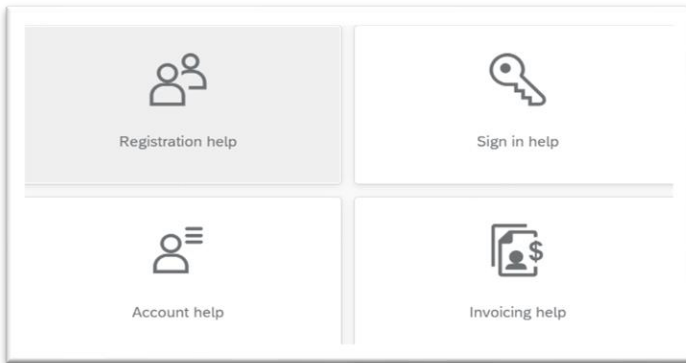 Registration help
Sign in help
Account help
Invoicing help